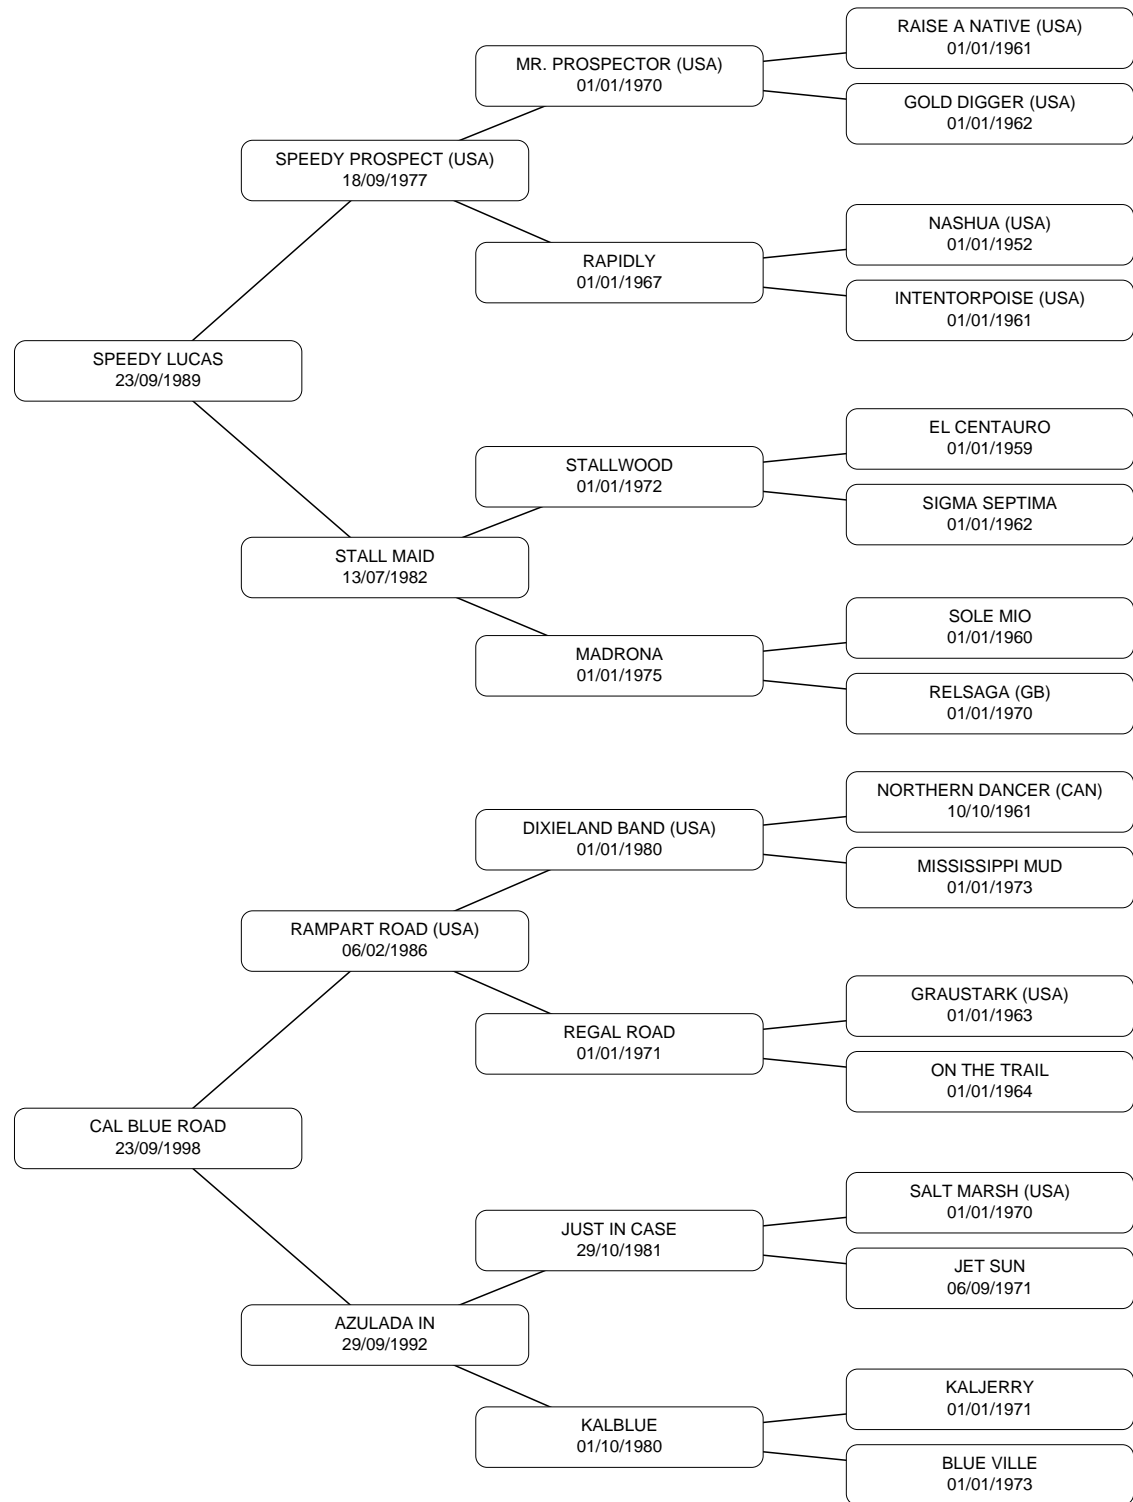 RAISE A NATIVE (USA)
01/01/1961
MR. PROSPECTOR (USA)
01/01/1970
GOLD DIGGER (USA)
01/01/1962
SPEEDY PROSPECT (USA)
18/09/1977
NASHUA (USA)
01/01/1952
RAPIDLY
01/01/1967
INTENTORPOISE (USA)
01/01/1961
SPEEDY LUCAS
23/09/1989
EL CENTAURO
01/01/1959
STALLWOOD
01/01/1972
SIGMA SEPTIMA
01/01/1962
STALL MAID
13/07/1982
SOLE MIO
01/01/1960
MADRONA
01/01/1975
RELSAGA (GB)
01/01/1970
NORTHERN DANCER (CAN)
10/10/1961
DIXIELAND BAND (USA)
01/01/1980
MISSISSIPPI MUD
01/01/1973
RAMPART ROAD (USA)
06/02/1986
GRAUSTARK (USA)
01/01/1963
REGAL ROAD
01/01/1971
ON THE TRAIL
01/01/1964
CAL BLUE ROAD
23/09/1998
SALT MARSH (USA)
01/01/1970
JUST IN CASE
29/10/1981
JET SUN
06/09/1971
AZULADA IN
29/09/1992
KALJERRY
01/01/1971
KALBLUE
01/10/1980
BLUE VILLE
01/01/1973